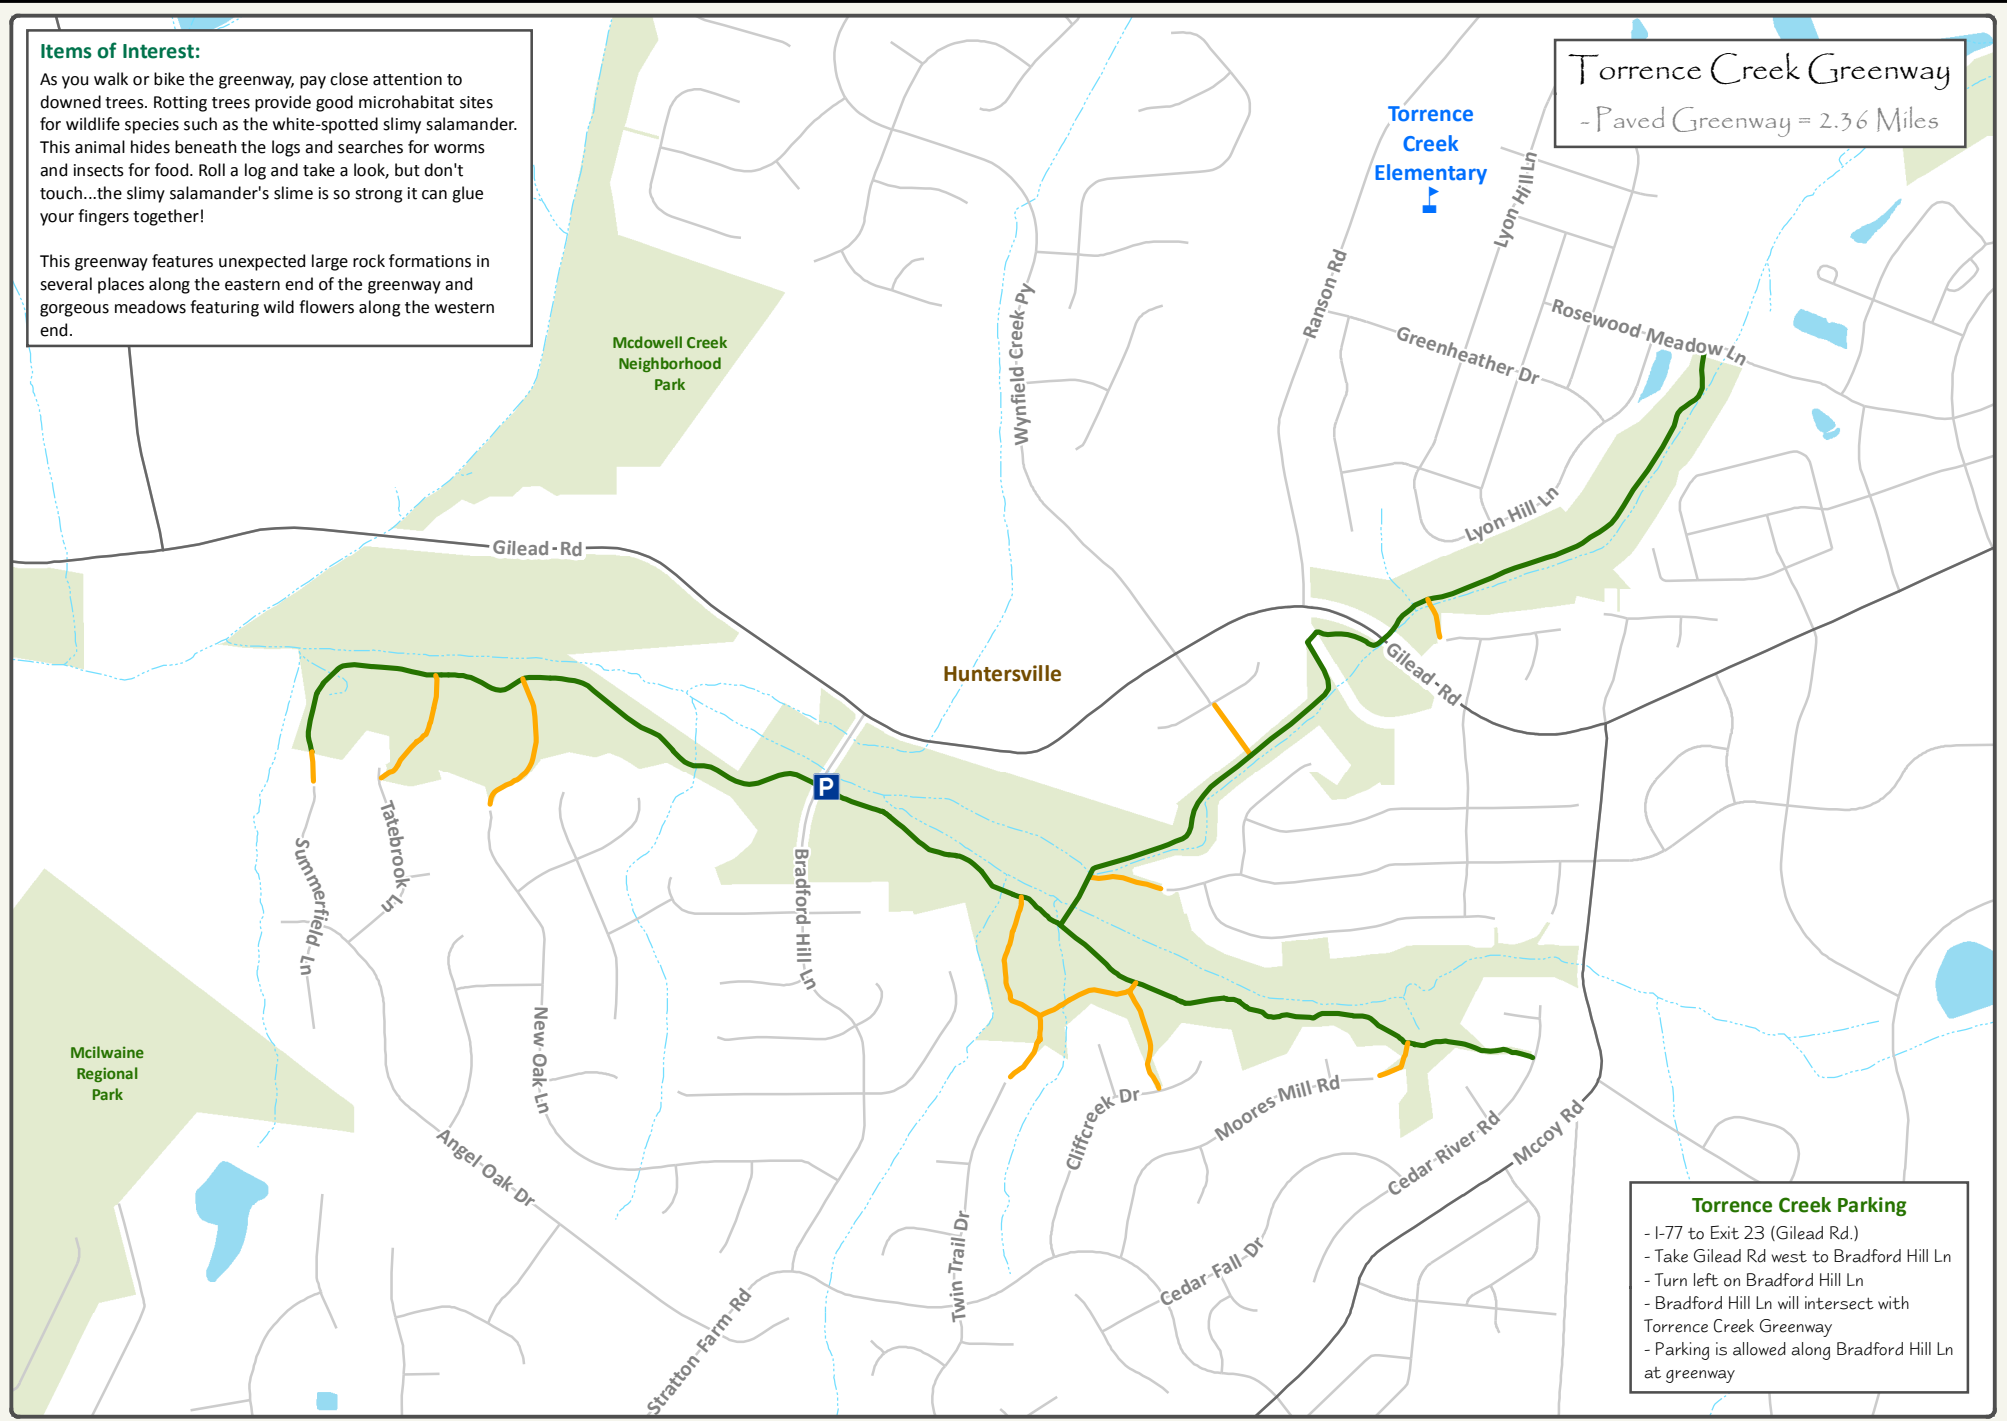 Items of Interest:
As you walk or bike the greenway, pay close attention to
downed trees. Rotting trees provide good microhabitat sites
for wildlife species such as the white-spotted slimy salamander.
This animal hides beneath the logs and searches for worms
and insects for food. Roll a log and take a look, but don't
touch...the slimy salamander's slime is so strong it can glue
your fingers together!
This greenway features unexpected large rock formations in
several places along the eastern end of the greenway and
gorgeous meadows featuring wild flowers along the western
end.
Torrence Creek Greenway
- Paved Greenway = 2.36 Miles
Torrence
Creek
Elementary
Lyon Hill Ln
Ranson Rd
Rosewood Meadow Ln
Greenheather Dr
Wynfield Creek Py
Mcdowell Creek
Neighborhood
Park
Lyon Hill Ln
Gilead Rd
Huntersville
Gilead Rd
P
Tatebrook Ln
Summerfield Ln
Bradford Hill Ln
New Oak Ln
Mcilwaine
Regional
Park
Angel Oak Dr
Cliffcreek Dr
Moores Mill Rd
Cedar River Rd
Mccoy Rd
Twin Trail Dr
Cedar Fall Dr
Stratton Farm Rd
Torrence Creek Parking
- I-77 to Exit 23 (Gilead Rd.)
- Take Gilead Rd west to Bradford Hill Ln
- Turn left on Bradford Hill Ln
- Bradford Hill Ln will intersect with
Torrence Creek Greenway
- Parking is allowed along Bradford Hill Ln
at greenway